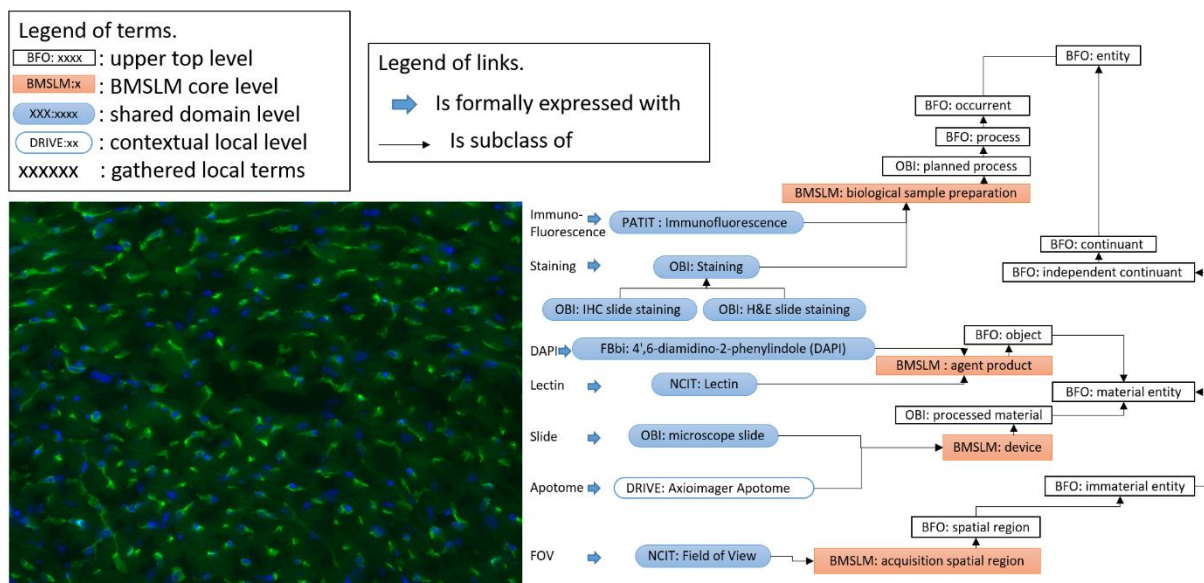 Legend of terms.
BFO: xxxx : upper top level
BMSLM:x : BMSLM core level
XXX:xxxx : shared domain level
DRIVE:xx : contextual local level
xxxxxx : gathered local terms
Legend of links.
Is formally expressed with
Is subclass of
BFO: entity
BFO: occurrent
BFO: process
OBI: planned process
BMSLM: biological sample preparation
Immuno-
Fluorescence
PATIT : Immunofluorescence
BFO: continuant
BFO: independent continuant
Staining
OBI: Staining
OBI: IHC slide staining
OBI: H&E slide staining
BFO: object
DAPI
FBbi: 4',6-diamidino-2-phenylindole (DAPI)
BMSLM : agent product
Lectin
NCIT: Lectin
BFO: material entity
OBI: processed material
Slide
OBI: microscope slide
BMSLM: device
Apotome
DRIVE: Axioimager Apotome
BFO: immaterial entity
BFO: spatial region
FOV
NCIT: Field of View
BMSLM: acquisition spatial region